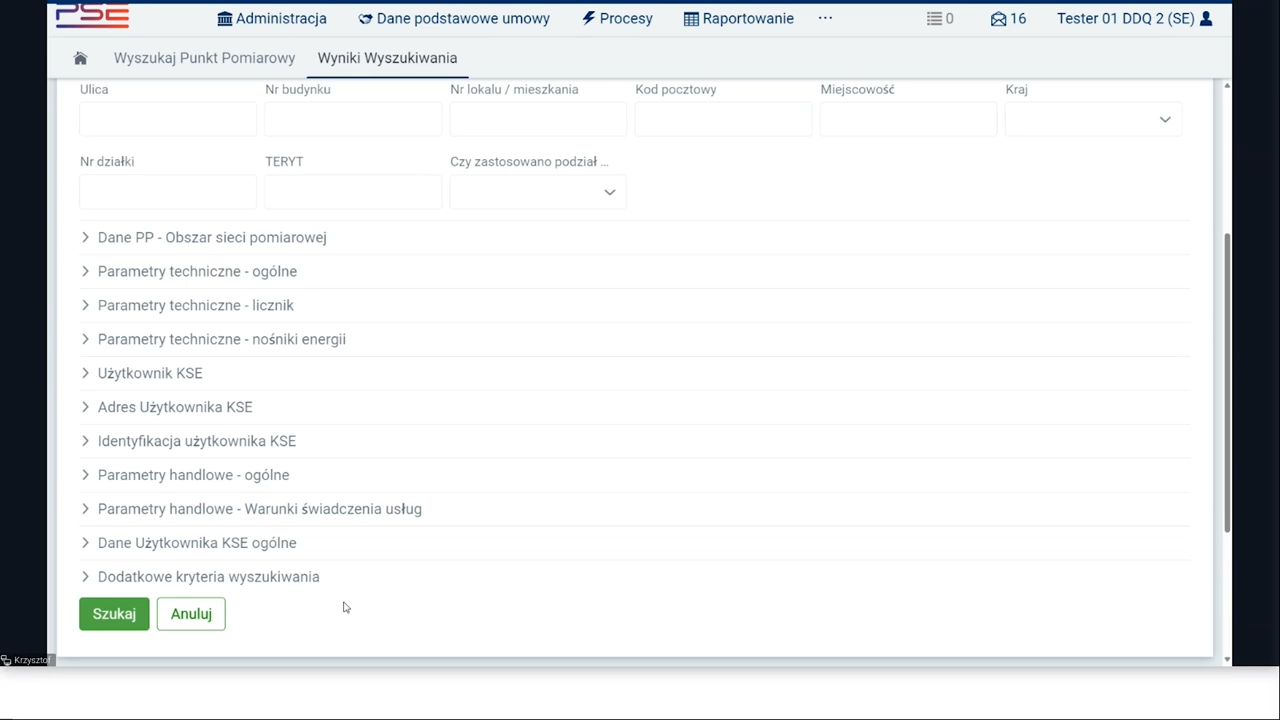 PSE Administracja Dane podstawowe umowy Procesy Raportowanie ... 0 16 Tester 01 DDQ 2 (SE)
Wyszukaj Punkt Pomiarowy Wyniki Wyszukiwania
Ulica Nr budynku Nr lokalu / mieszkania Kod pocztowy Miejscowość Kraj
Nr działki TERYT Czy zastosowano podział ...
Dane PP - Obszar sieci pomiarowej
Parametry techniczne - ogólne
Parametry techniczne - licznik
Parametry techniczne - nośniki energii
Użytkownik KSE
Adres Użytkownika KSE
Identyfikacja użytkownika KSE
Parametry handlowe - ogólne
Parametry handlowe - Warunki świadczenia usług
Dane Użytkownika KSE ogólne
Dodatkowe kryteria wyszukiwania
Szukaj Anuluj
Krzysztof